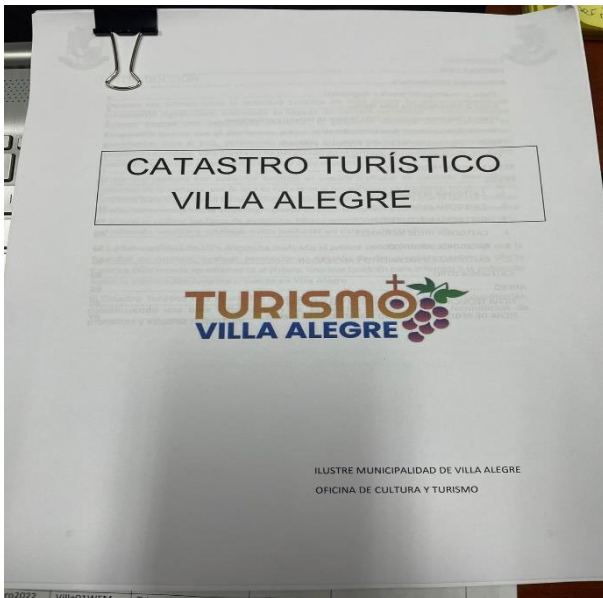 CATASTRO TURÍSTICO
VILLA ALEGRE
TURISMO
VILLA ALEGRE
ILUSTRE MUNICIPALIDAD DE VILLA ALEGRE
OFICINA DE CULTURA Y TURISMO